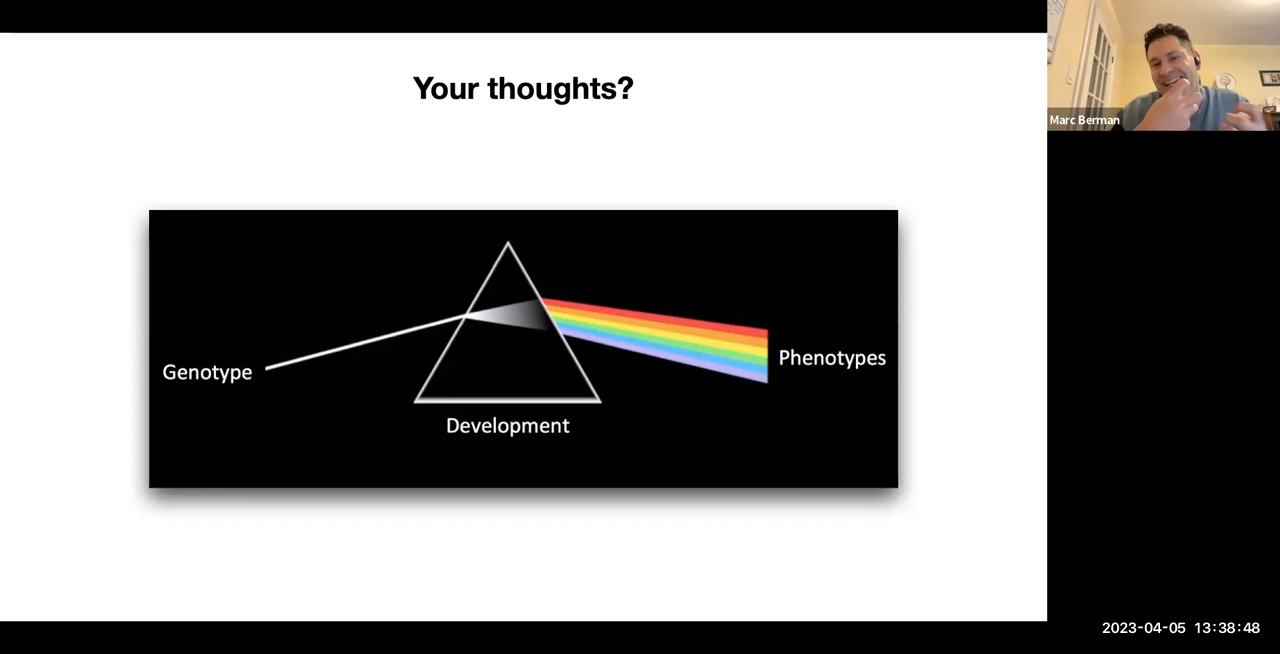 Your thoughts?
Marc Berman
Genotype
Phenotypes
Development
2023-04-05 13:38:48